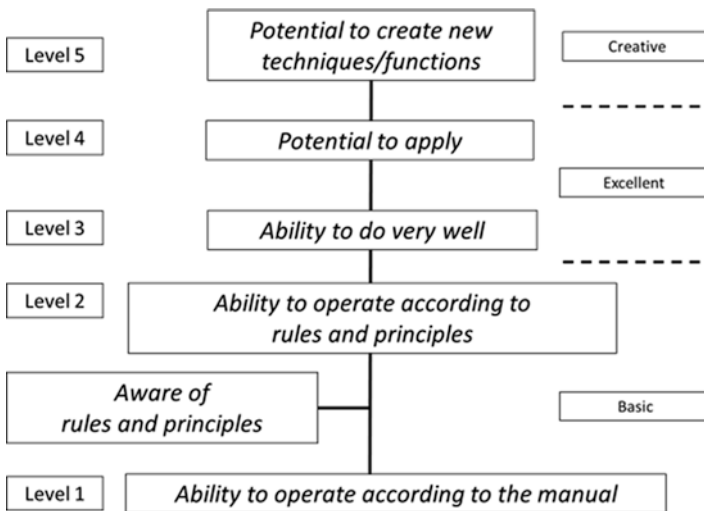 Level 5
Potential to create new
techniques/functions
Creative
Level 4
Potential to apply
Excellent
Level 3
Ability to do very well
Level 2
Ability to operate according to
rules and principles
Aware of
rules and principles
Basic
Level 1
Ability to operate according to the manual